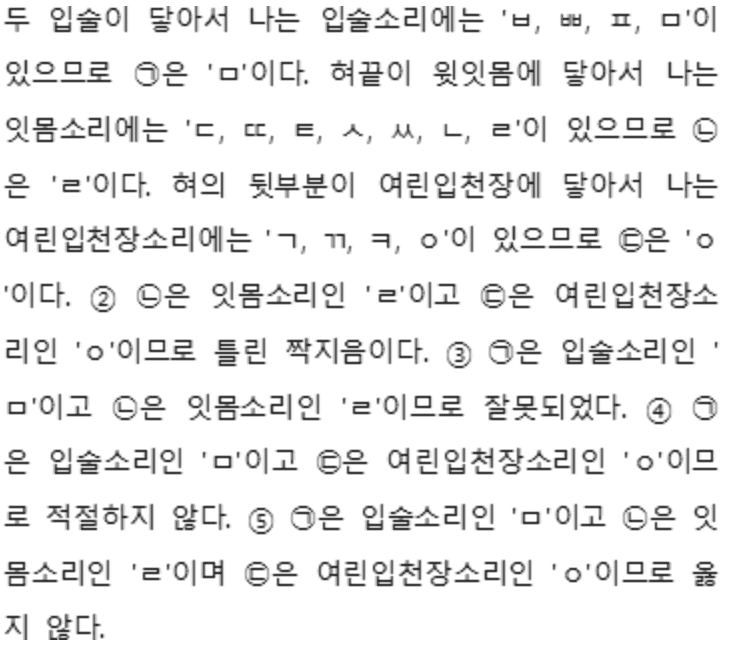 두 입술이 닿아서 나는 입술소리에는 'ㅂ, ㅃ, ㅍ, ㅁ'이
있으므로 ㉠은 'ㅁ'이다. 혀끝이 윗잇몸에 닿아서 나는
잇몸소리에는 'ㄷ, ㄸ, ㅌ, ㅅ, ㅆ, ㄴ, ㄹ'이 있으므로 ㉡
은 'ㄹ'이다. 혀의 뒷부분이 여린입천장에 닿아서 나는
여린입천장소리에는 'ㄱ, ㄲ, ㅋ, ㅇ'이 있으므로 ㉢은 'ㅇ
'이다. ② ㉡은 잇몸소리인 'ㄹ'이고 ㉢은 여린입천장소
리인 'ㅇ'이므로 틀린 짝지음이다. ③ ㉠은 입술소리인 '
ㅁ'이고 ㉡은 잇몸소리인 'ㄹ'이므로 잘못되었다. ④ ㉠
은 입술소리인 'ㅁ'이고 ㉢은 여린입천장소리인 'ㅇ'이므
로 적절하지 않다. ⑤ ㉠은 입술소리인 'ㅁ'이고 ㉡은 잇
몸소리인 'ㄹ'이며 ㉢은 여린입천장소리인 'ㅇ'이므로 옳
지 않다.